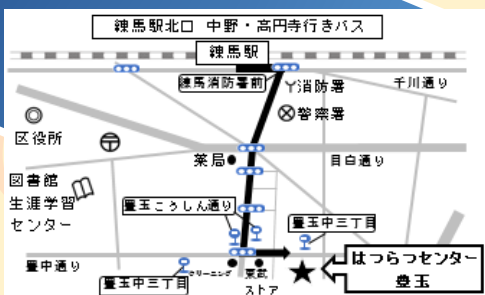 練馬駅北口 中野・高円寺行きバス
練馬駅
練馬消防署前
消防署
千川通り
警察署
区役所
薬局
目白通り
図書館
生涯学習
センター
豊玉こうしん通り
豊玉中三丁目
はつらつセンター
豊玉
豊中通り
豊玉中三丁目
クリーニング
東武
ストア